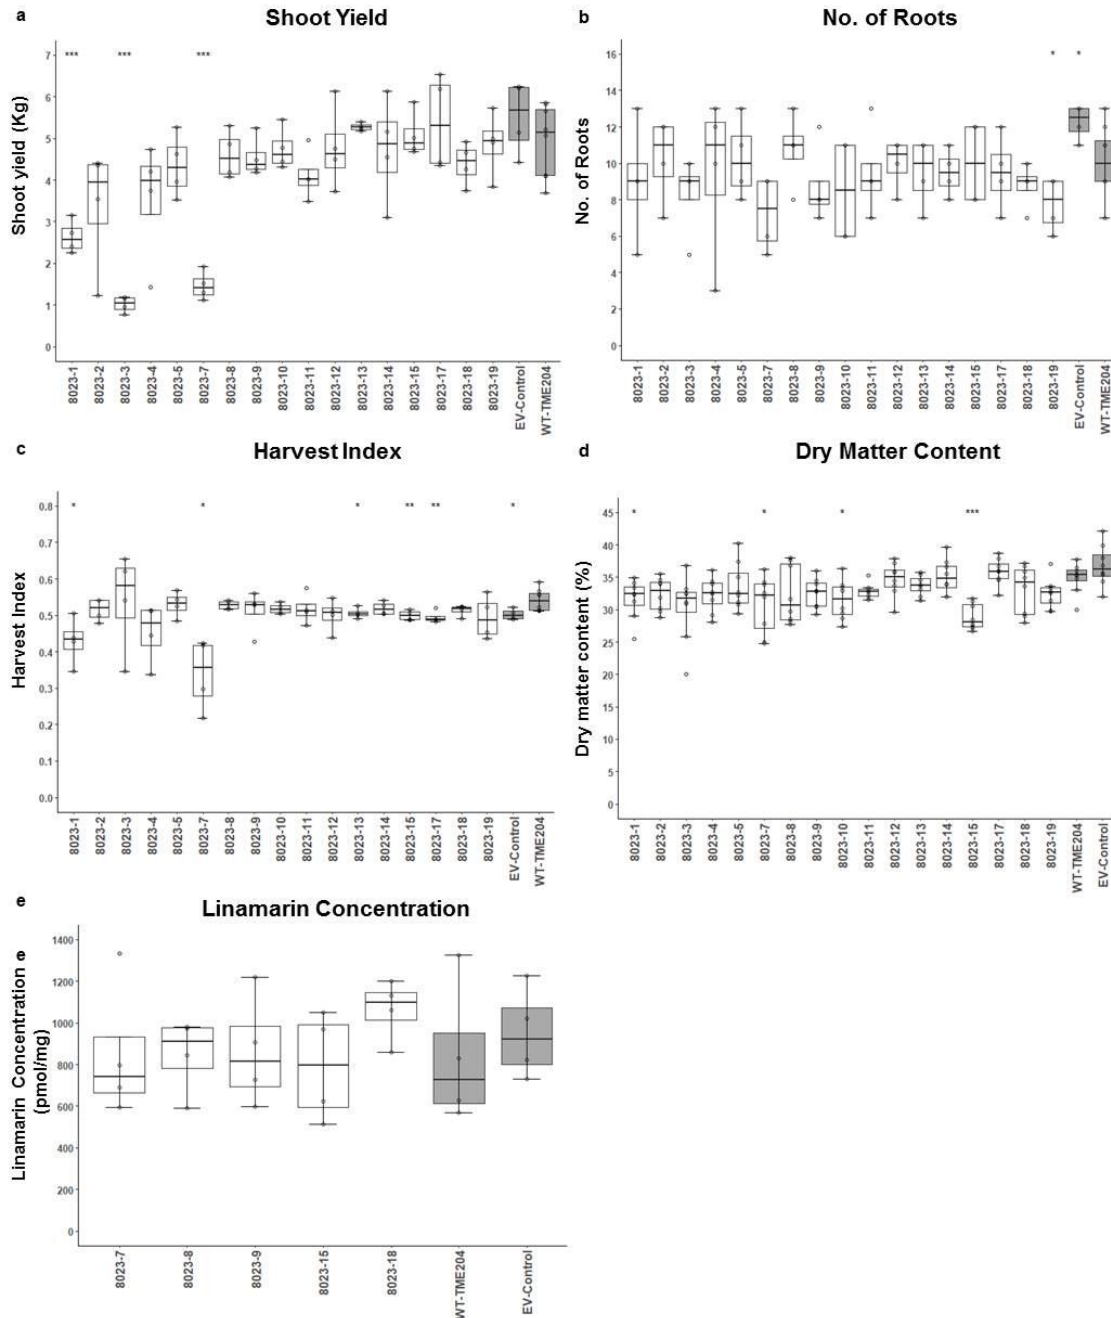 a
Shoot Yield
Shoot yield (Kg)
7
6
5
4
3
2
1
0
*** *** ***
8023-1 8023-2 8023-3 8023-4 8023-5 8023-7 8023-8 8023-9 8023-10 8023-11 8023-12 8023-13 8023-14 8023-15 8023-17 8023-18 8023-19 EV-Control WT-TME204
b
No. of Roots
No. of Roots
16
14
12
10
8
6
4
2
0
* *
8023-1 8023-2 8023-3 8023-4 8023-5 8023-7 8023-8 8023-9 8023-10 8023-11 8023-12 8023-13 8023-14 8023-15 8023-17 8023-18 8023-19 EV-Control WT-TME204
c
Harvest Index
Harvest Index
0.8
0.7
0.6
0.5
0.4
0.3
0.2
0.1
0.0
* * * ** ** *
8023-1 8023-2 8023-3 8023-4 8023-5 8023-7 8023-8 8023-9 8023-10 8023-11 8023-12 8023-13 8023-14 8023-15 8023-17 8023-18 8023-19 EV-Control WT-TME204
d
Dry Matter Content
Dry matter content (%)
45
40
35
30
25
20
15
10
5
0
* * * ***
8023-1 8023-2 8023-3 8023-4 8023-5 8023-7 8023-8 8023-9 8023-10 8023-11 8023-12 8023-13 8023-14 8023-15 8023-17 8023-18 8023-19 WT-TME204 EV-Control
e
Linamarin Concentration
e
Linamarin Concentration
(pmol/mg)
1400
1200
1000
800
600
400
200
0
8023-7 8023-8 8023-9 8023-15 8023-18 WT-TME204 EV-Control